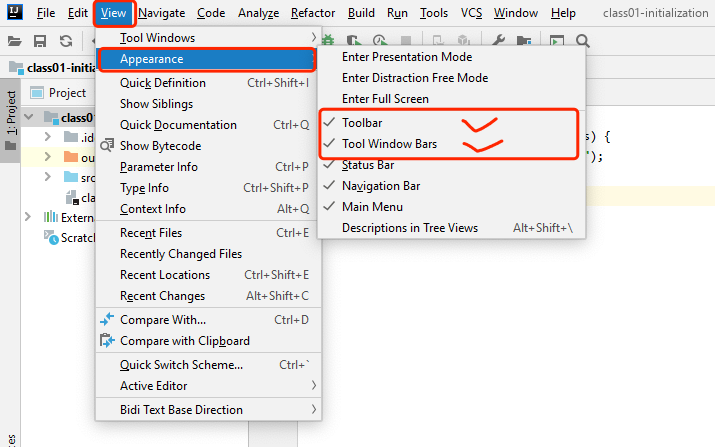 IJ File Edit View Navigate Code Analyze Refactor Build Run Tools VCS Window Help class01-initialization
class01-initia
1: Project
Project
class01
.ide
ou
src
cla
Extern
Scratch
Tool Windows
Appearance
Quick Definition Ctrl+Shift+I
Show Siblings
Quick Documentation Ctrl+Q
Show Bytecode
Parameter Info Ctrl+P
Type Info Ctrl+Shift+P
Context Info Alt+Q
Recent Files Ctrl+E
Recently Changed Files
Recent Locations Ctrl+Shift+E
Recent Changes Alt+Shift+C
Compare With... Ctrl+D
Compare with Clipboard
Quick Switch Scheme... Ctrl+`
Active Editor
Bidi Text Base Direction
Enter Presentation Mode
Enter Distraction Free Mode
Enter Full Screen
Toolbar
Tool Window Bars
Status Bar
Navigation Bar
Main Menu
Descriptions in Tree Views Alt+Shift+\
s) {
");